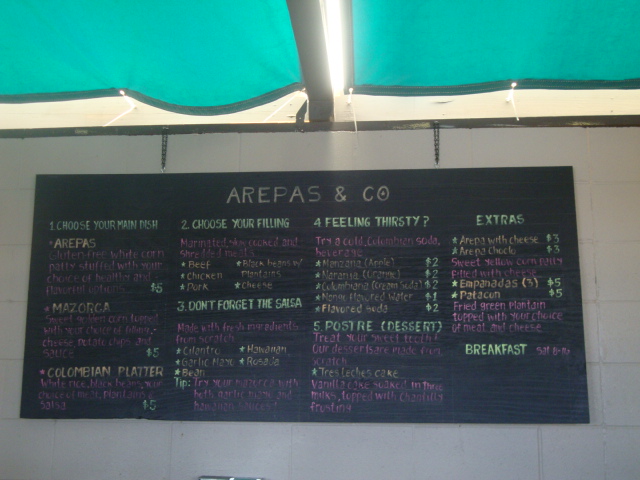 AREPAS & CO
1. CHOOSE YOUR MAIN DISH
*AREPAS
Gluten-free white corn
patty stuffed with your
choice of healthy and
flavorful options $5
*MAZORCA
Sweet golden corn topped
with your choice of filling,
cheese, potato chips and
sauce $5
*COLOMBIAN PLATTER
White rice, black beans, your
choice of meat, plantains &
salsa $5
2. CHOOSE YOUR FILLING
Marinated, slow cooked and
Shredded meats
*Beef
*Chicken
*Pork
*Black beans w/
Plantains
*Cheese
3. DON'T FORGET THE SALSA
Made with fresh ingredients
from scratch
*Cilantro *Hawaiian
*Garlic Mayo *Rosada
*Bean
Tip: Try your mazorca with
both garlic mayo and
hawaiian sauces!
4. FEELING THIRSTY?
Try a cold Colombian soda,
beverage
*Manzana (Apple) $2
*Naranja (Orange) $2
*Colombiana (Cream Soda) $2
Flavored Water $1
*Flavored Soda $2
5. POSTRE (DESSERT)
Treat your sweet tooth!
Our desserts are made from
scratch
*Tres leches cake
Vanilla cake soaked in three
milks, topped with chantilly
frosting
EXTRAS
*Arepa with cheese $3
*Arepa Choclo $3
Sweet yellow corn patty
filled with cheese
*Empanadas (3) $5
*Patacon $5
Fried green plantain
topped with your choice
of meat and cheese
BREAKFAST Sat 8-11